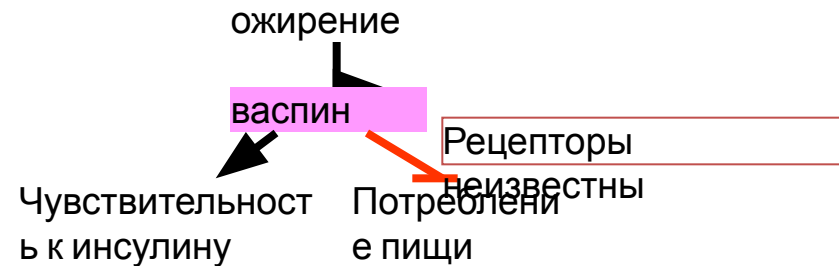 ожирение
васпин
Рецепторы
неизвестны
Чувствительност
ь к инсулину
Потреблени
е пищи